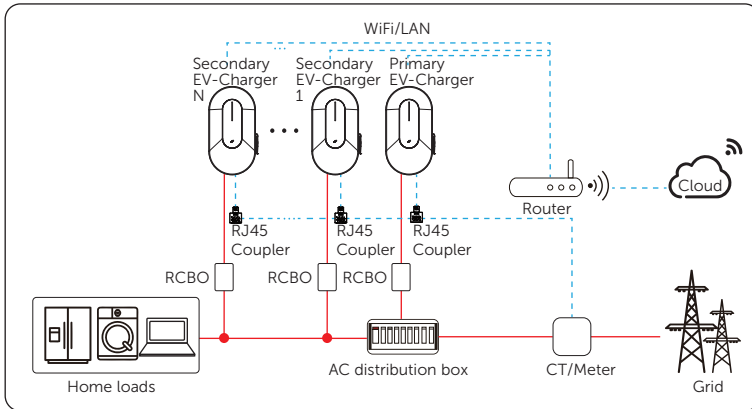 WiFi/LAN
Secondary
EV-Charger
N
Secondary
EV-Charger
1
Primary
EV-Charger
Cloud
Router
RJ45
Coupler
RJ45
Coupler
RJ45
Coupler
RCBO
RCBO
RCBO
Home loads
AC distribution box
CT/Meter
Grid